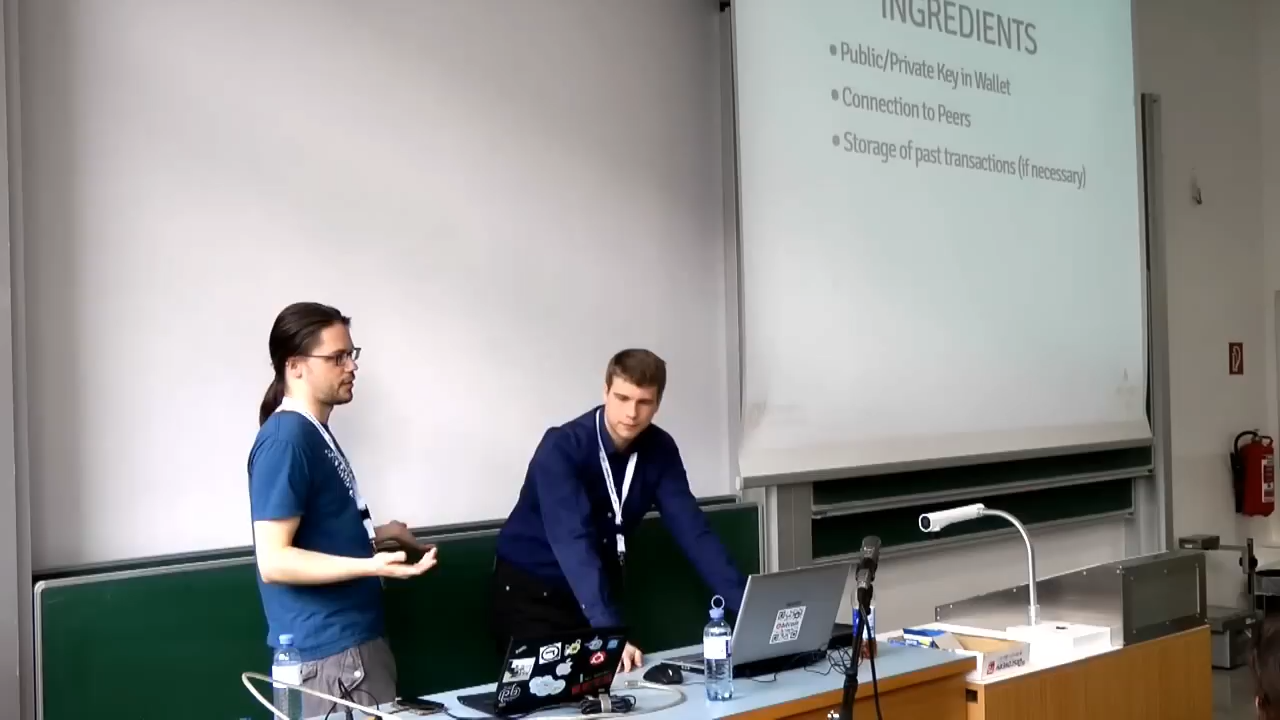 INGREDIENTS
• Public/Private Key in Wallet
• Connection to Peers
• Storage of past transactions (if necessary)